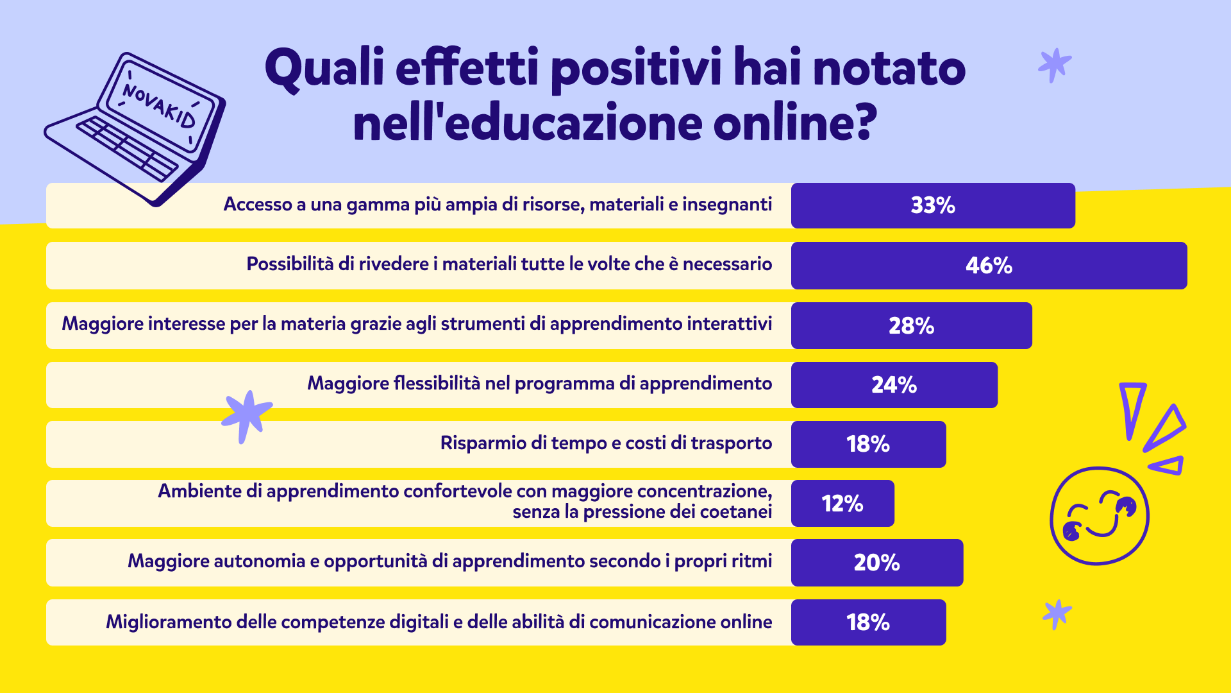 Quali effetti positivi hai notato
nell'educazione online?
NOVAKID
Accesso a una gamma più ampia di risorse, materiali e insegnanti
33%
Possibilità di rivedere i materiali tutte le volte che è necessario
46%
Maggiore interesse per la materia grazie agli strumenti di apprendimento interattivi
28%
Maggiore flessibilità nel programma di apprendimento
24%
Risparmio di tempo e costi di trasporto
18%
Ambiente di apprendimento confortevole con maggiore concentrazione,
senza la pressione dei coetanei
12%
Maggiore autonomia e opportunità di apprendimento secondo i propri ritmi
20%
Miglioramento delle competenze digitali e delle abilità di comunicazione online
18%